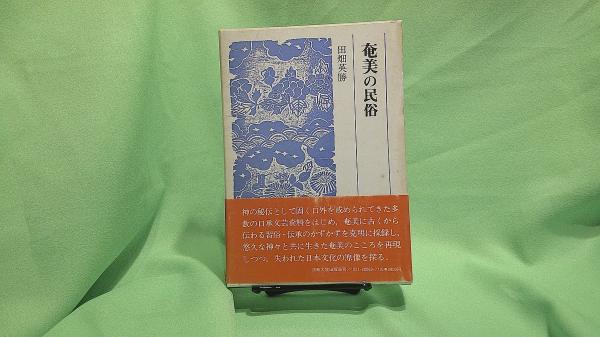 奄美の民俗
田畑英勝
神の秘伝として固く口外を戒められてきた多
数の口承文芸資料をはじめ、奄美に古くから
伝わる習俗・伝承のかずかずを克明に採録し、
悠久な神々と共に生きた奄美のこころを再現
しつつ、失われた日本文化の原像を探る。